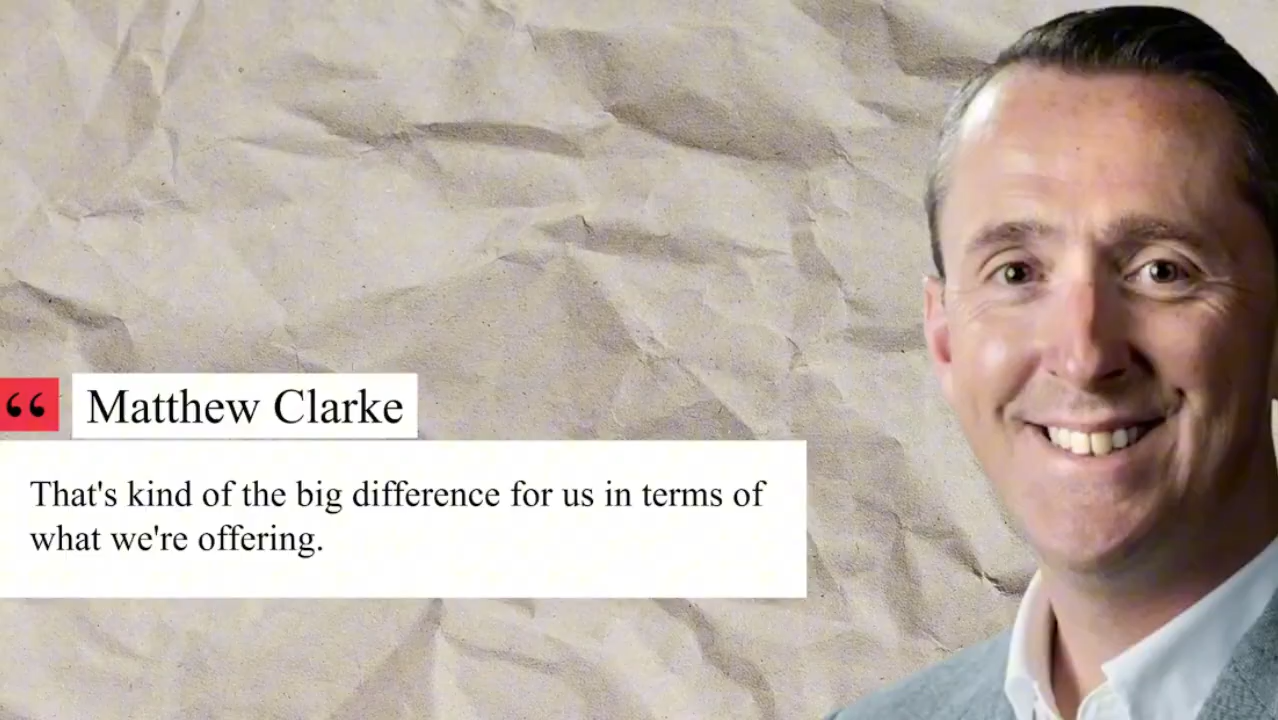 “
Matthew Clarke
That's kind of the big difference for us in terms of
what we're offering.